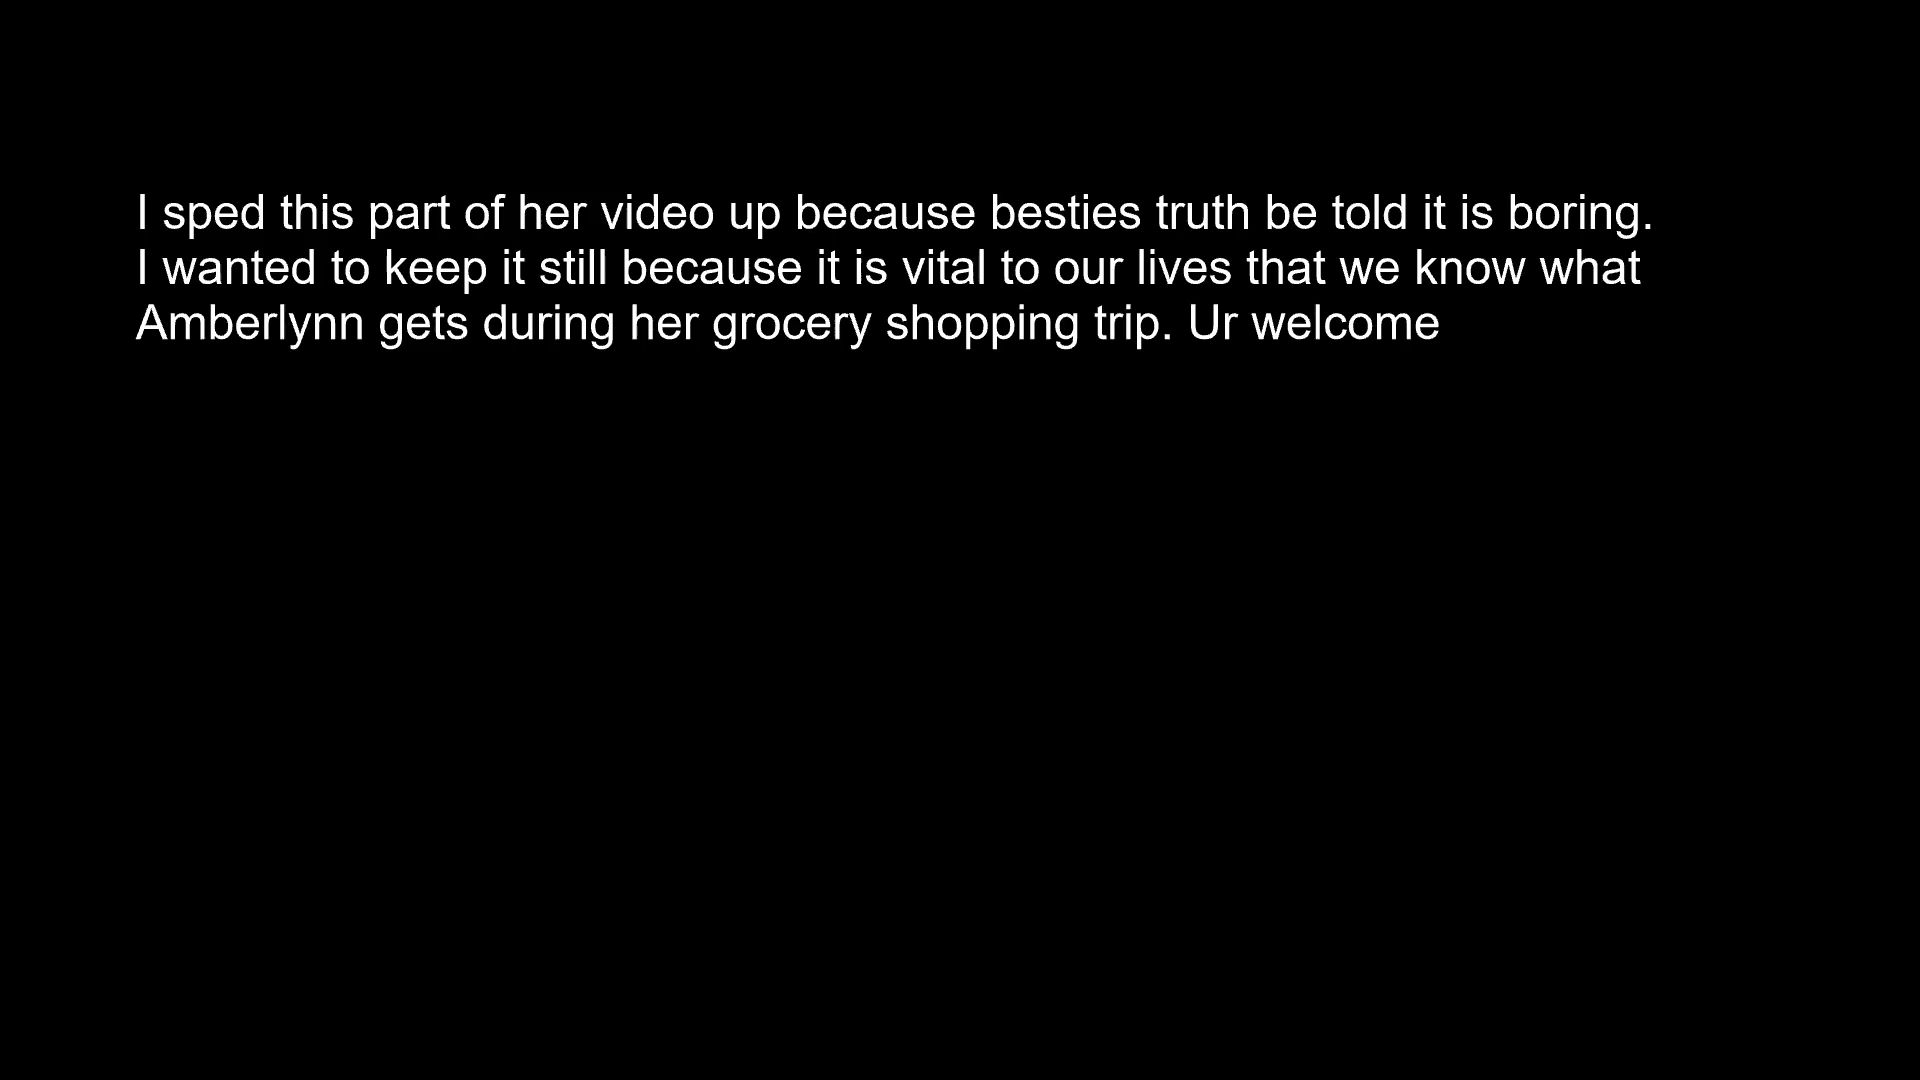 I sped this part of her video up because besties truth be told it is boring.
I wanted to keep it still because it is vital to our lives that we know what
Amberlynn gets during her grocery shopping trip. Ur welcome